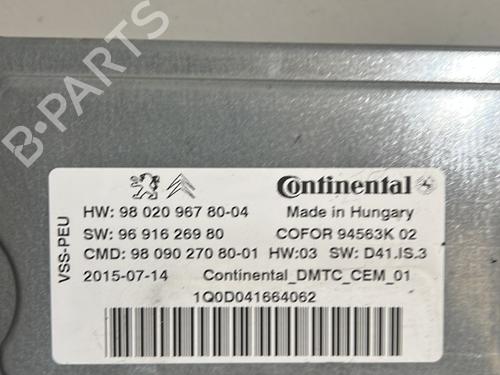 B-PARTS
Continental
VSS-PEU
HW: 98 020 967 80-04 Made in Hungary
SW: 96 916 269 80 COFOR 94563K 02
CMD: 98 090 270 80-01 HW:03 SW: D41.IS.3
2015-07-14 Continental_DMTC_CEM_01
1Q0D041664062